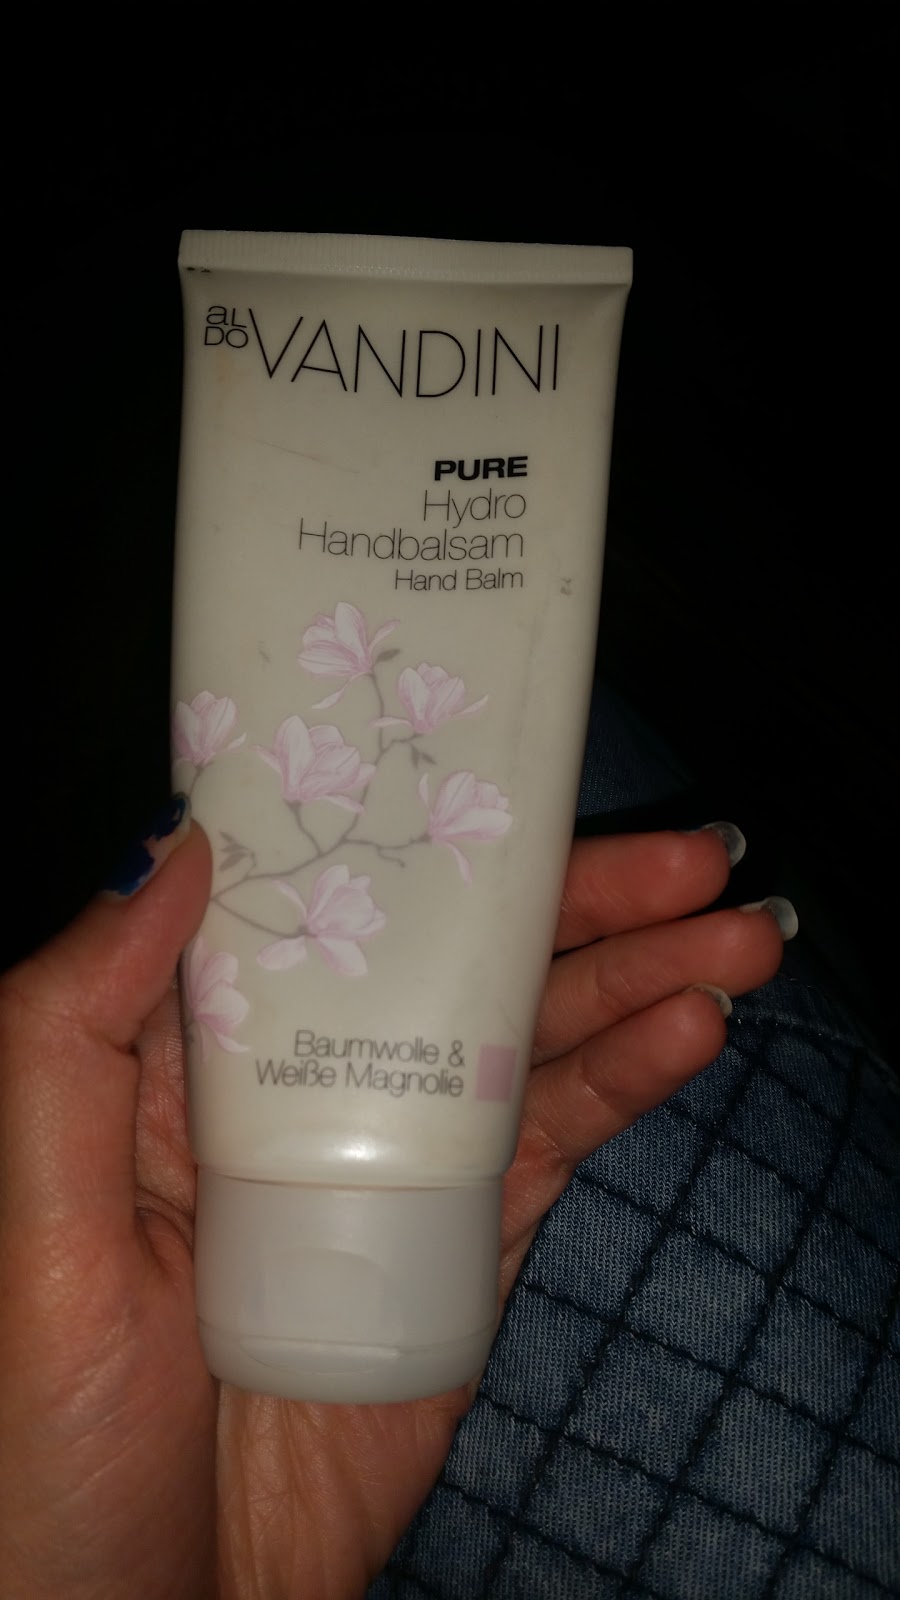 aLDO VANDINI
PURE
Hydro
Handbalsam
Hand Balm
Baumwolle &
Weiße Magnolie